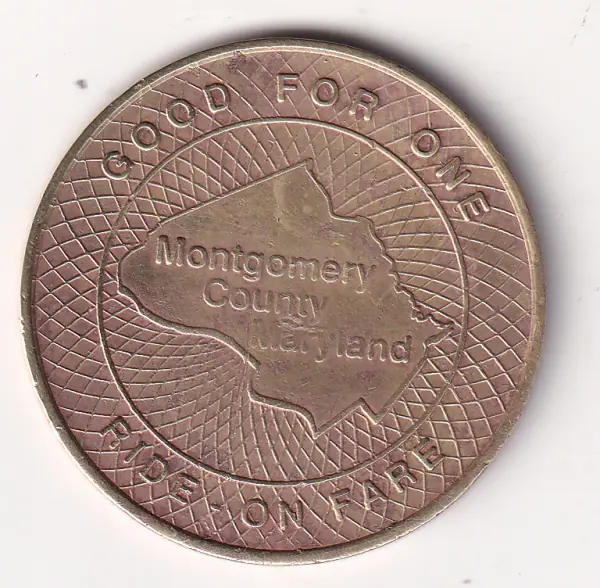 GOOD FOR ONE
Montgomery
County
Maryland
RIDE-ON FARE